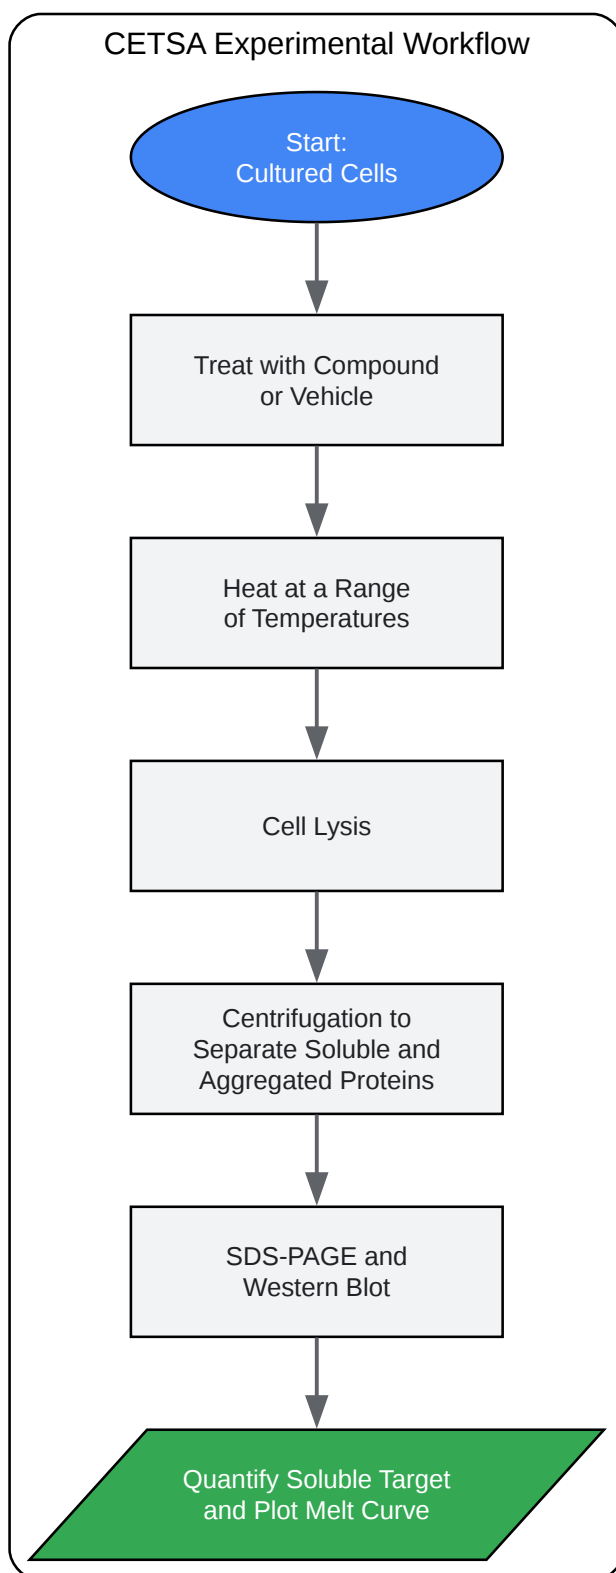 CETSA Experimental Workflow
Start:
Cultured Cells
Treat with Compound
or Vehicle
Heat at a Range
of Temperatures
Cell Lysis
Centrifugation to
Separate Soluble and
Aggregated Proteins
SDS-PAGE and
Western Blot
Quantify Soluble Target
and Plot Melt Curve